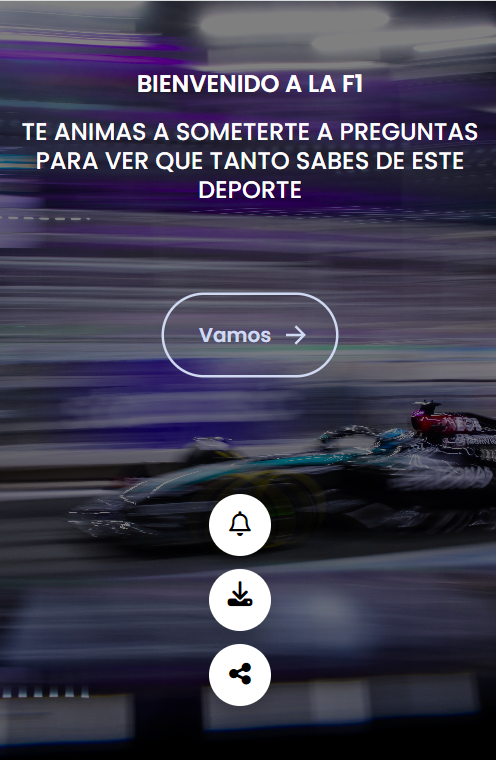 BIENVENIDO A LA F1
TE ANIMAS A SOMETERTE A PREGUNTAS
PARA VER QUE TANTO SABES DE ESTE
DEPORTE
Vamos